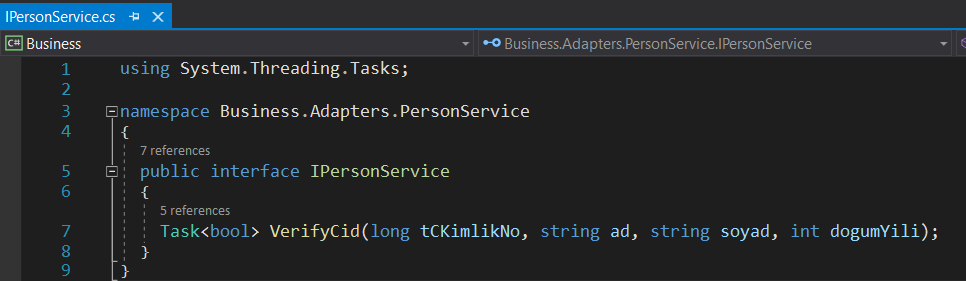 IPersonService.cs
Business
Business.Adapters.PersonService.IPersonService
1 using System.Threading.Tasks;
2
3 namespace Business.Adapters.PersonService
4 {
7 references
5 public interface IPersonService
6 {
5 references
7 Task<bool> VerifyCid(long tCKimlikNo, string ad, string soyad, int dogumYili);
8 }
9 }